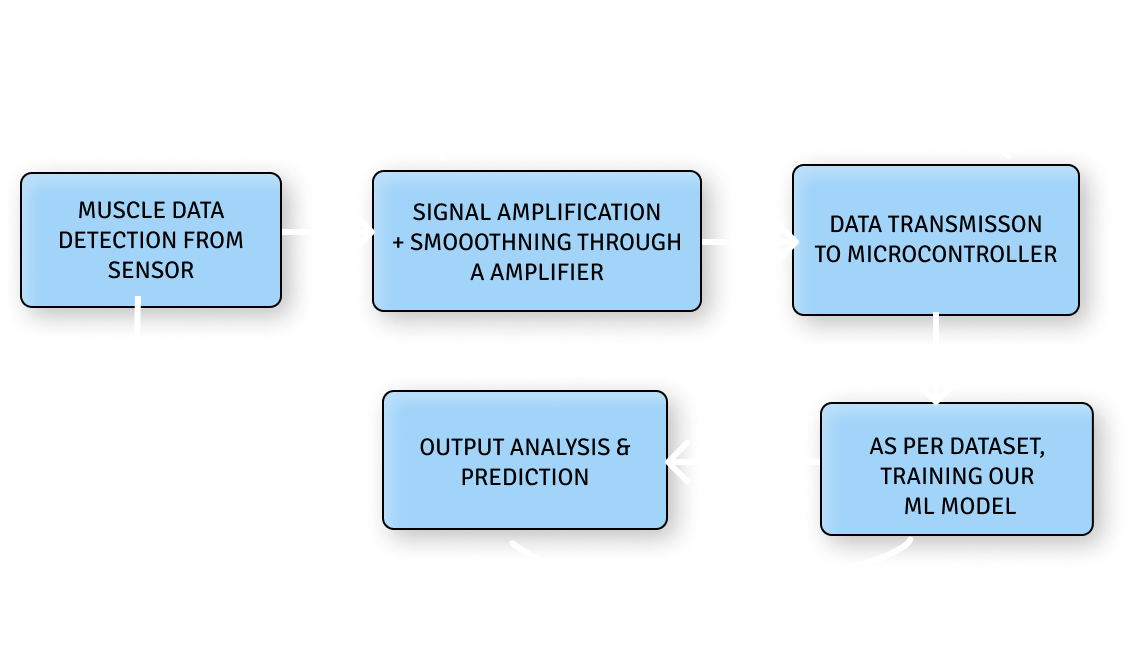 MUSCLE DATA
DETECTION FROM
SENSOR
SIGNAL AMPLIFICATION
+ SMOOOTHNING THROUGH
A AMPLIFIER
DATA TRANSMISSON
TO MICROCONTROLLER
OUTPUT ANALYSIS &
PREDICTION
AS PER DATASET,
TRAINING OUR
ML MODEL